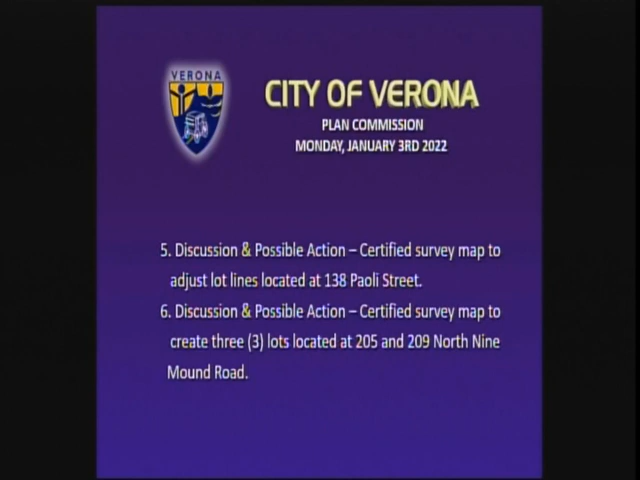 VERONA
CITY OF VERONA
PLAN COMMISSION
MONDAY, JANUARY 3RD 2022
5. Discussion & Possible Action – Certified survey map to
adjust lot lines located at 138 Paoli Street.
6. Discussion & Possible Action – Certified survey map to
create three (3) lots located at 205 and 209 North Nine
Mound Road.